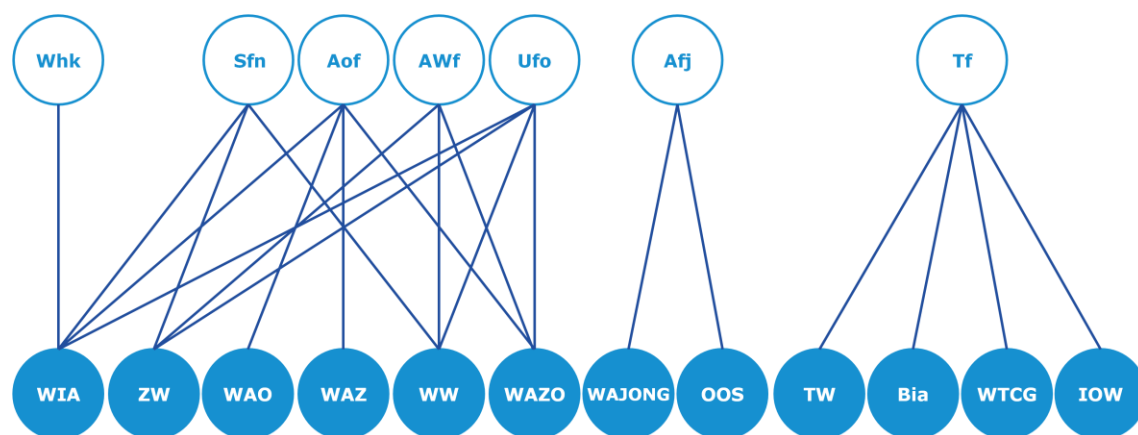 Whk Sfn Aof AWf Ufo Afj Tf
WIA ZW WAO WAZ WW WAZO WAJONG OOS TW Bia WTCG IOW